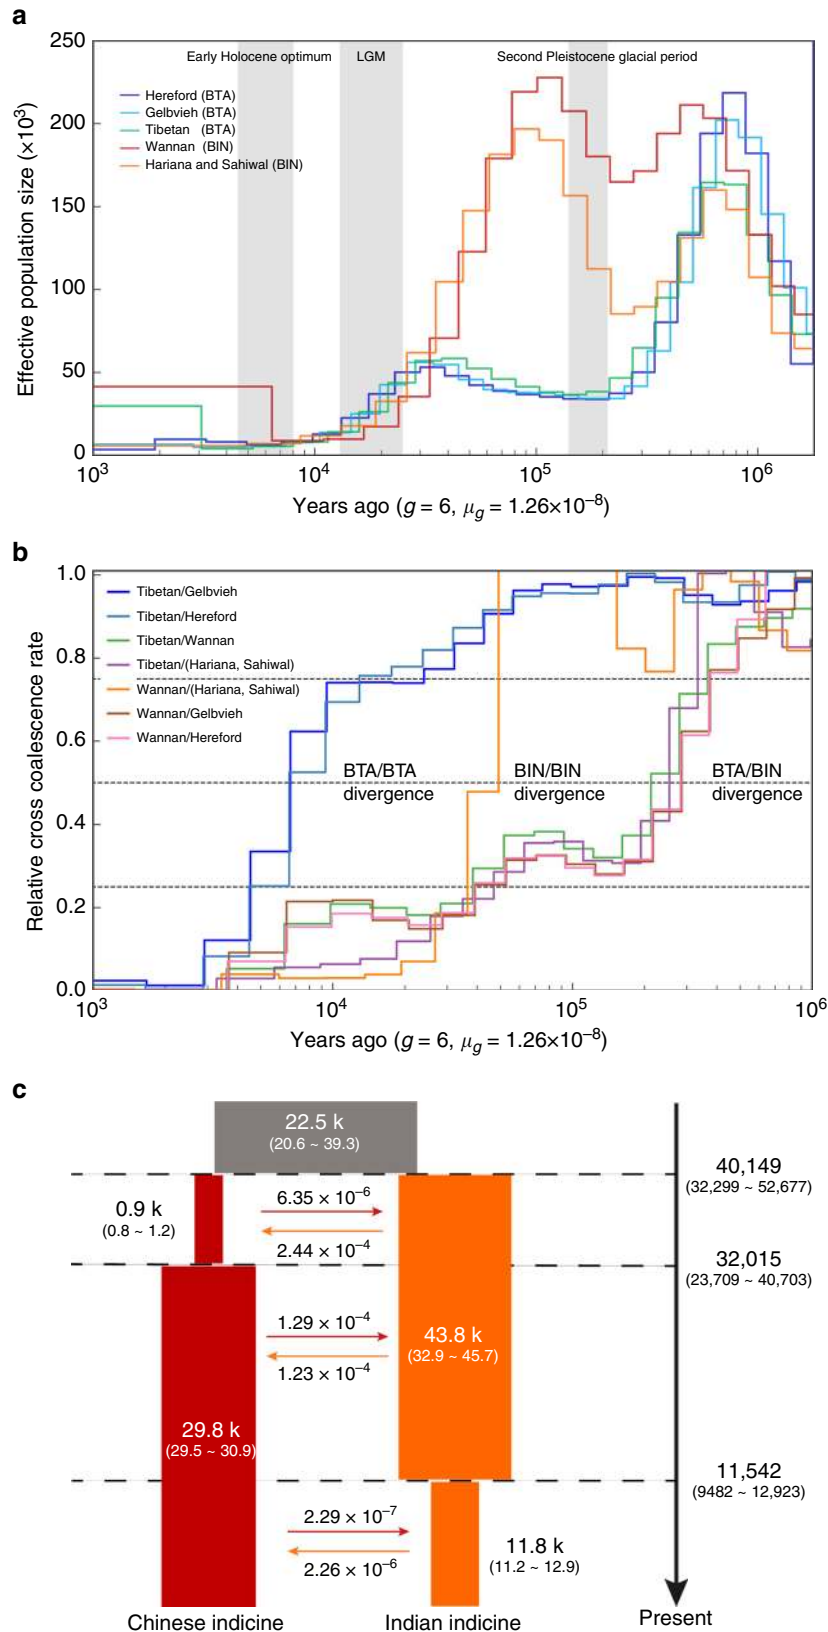 a
250
200
150
100
50
0
Effective population size (×10³)
Early Holocene optimum
LGM
Second Pleistocene glacial period
Hereford (BTA)
Gelbvieh (BTA)
Tibetan (BTA)
Wannan (BIN)
Hariana and Sahiwal (BIN)
10³
10⁴
10⁵
10⁶
Years ago (g = 6, μg = 1.26×10⁻⁸)
b
1.0
0.8
0.6
0.4
0.2
0.0
Relative cross coalescence rate
Tibetan/Gelbvieh
Tibetan/Hereford
Tibetan/Wannan
Tibetan/(Hariana, Sahiwal)
Wannan/(Hariana, Sahiwal)
Wannan/Gelbvieh
Wannan/Hereford
BTA/BTA
divergence
BIN/BIN
divergence
BTA/BIN
divergence
10³
10⁴
10⁵
10⁶
Years ago (g = 6, μg = 1.26×10⁻⁸)
c
22.5 k
(20.6 ~ 39.3)
40,149
(32,299 ~ 52,677)
0.9 k
(0.8 ~ 1.2)
6.35 × 10⁻⁶
2.44 × 10⁻⁴
32,015
(23,709 ~ 40,703)
1.29 × 10⁻⁴
1.23 × 10⁻⁴
43.8 k
(32.9 ~ 45.7)
29.8 k
(29.5 ~ 30.9)
11,542
(9482 ~ 12,923)
2.29 × 10⁻⁷
2.26 × 10⁻⁶
11.8 k
(11.2 ~ 12.9)
Chinese indicine
Indian indicine
Present